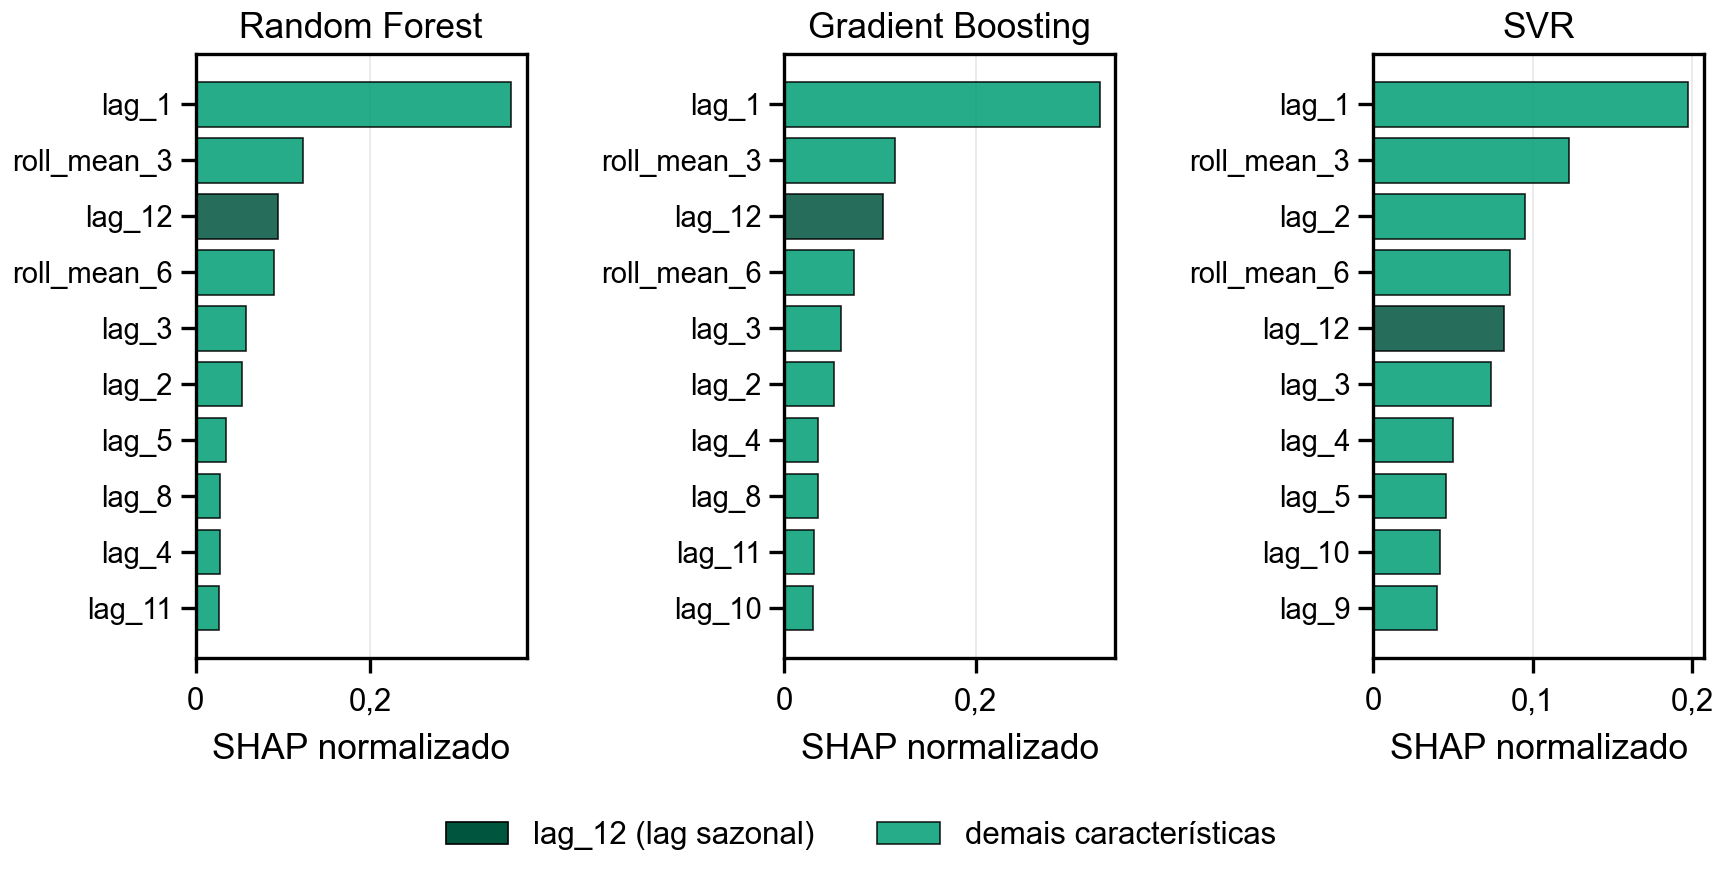 Random Forest
lag_1
roll_mean_3
lag_12
roll_mean_6
lag_3
lag_2
lag_5
lag_8
lag_4
lag_11
0
0,2
SHAP normalizado
Gradient Boosting
lag_1
roll_mean_3
lag_12
roll_mean_6
lag_3
lag_2
lag_4
lag_8
lag_11
lag_10
0
0,2
SHAP normalizado
SVR
lag_1
roll_mean_3
lag_2
roll_mean_6
lag_12
lag_3
lag_4
lag_5
lag_10
lag_9
0
0,1
0,2
SHAP normalizado
lag_12 (lag sazonal)
demais características